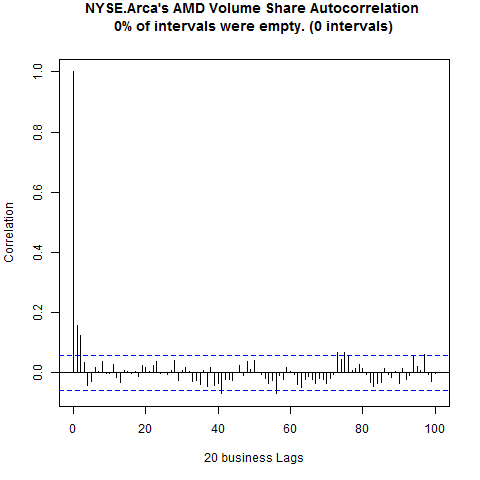 NYSE.Arca's AMD Volume Share Autocorrelation
0% of intervals were empty. (0 intervals)
Correlation
1.0
0.8
0.6
0.4
0.2
0.0
0 20 40 60 80 100
20 business Lags